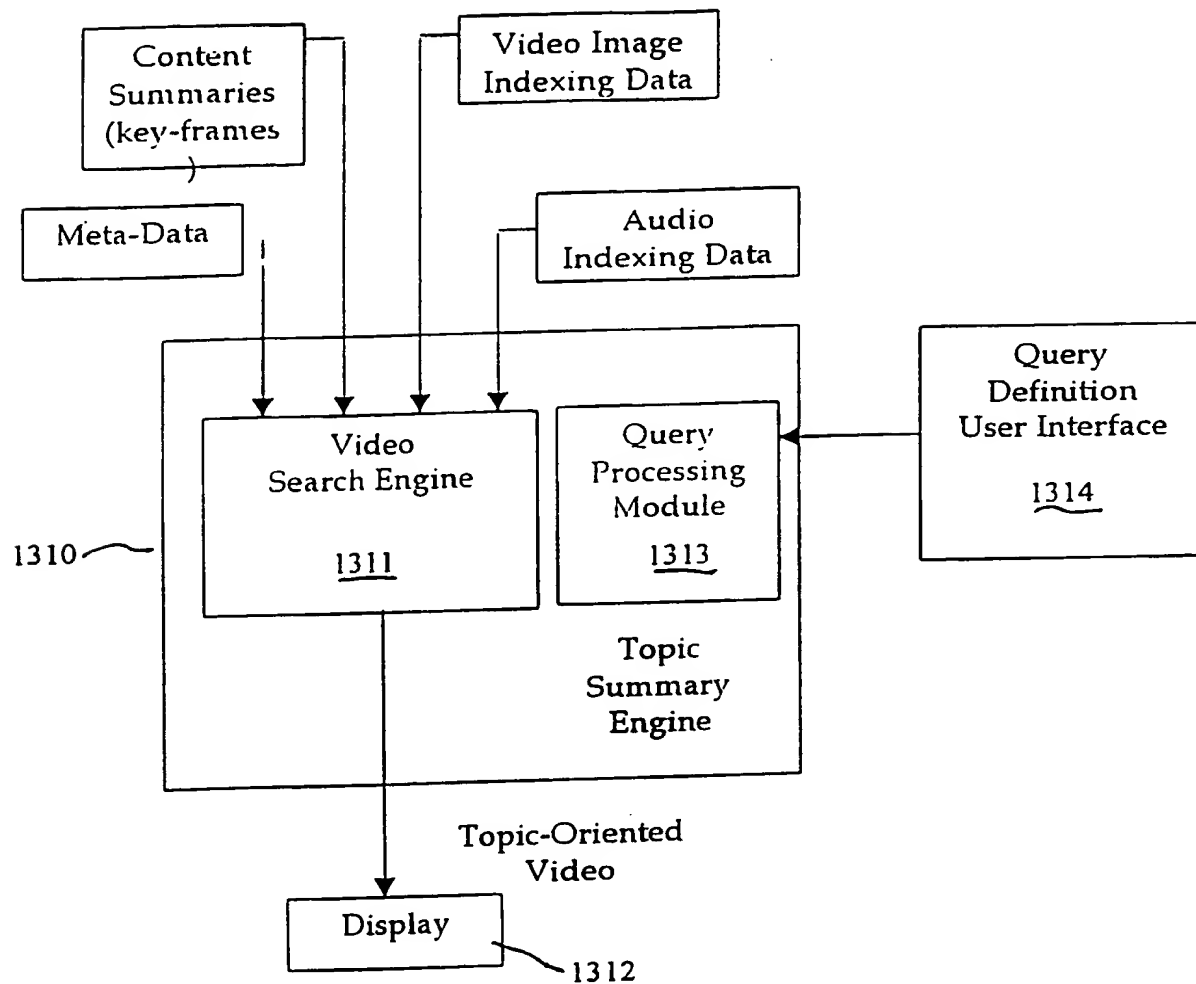 Content
Summaries
(key-frames
)
Video Image
Indexing Data
Meta-Data
Audio
Indexing Data
Query
Definition
User Interface
1314
Video
Search Engine
1311
Query
Processing
Module
1313
1310
Topic
Summary
Engine
Topic-Oriented
Video
Display
1312